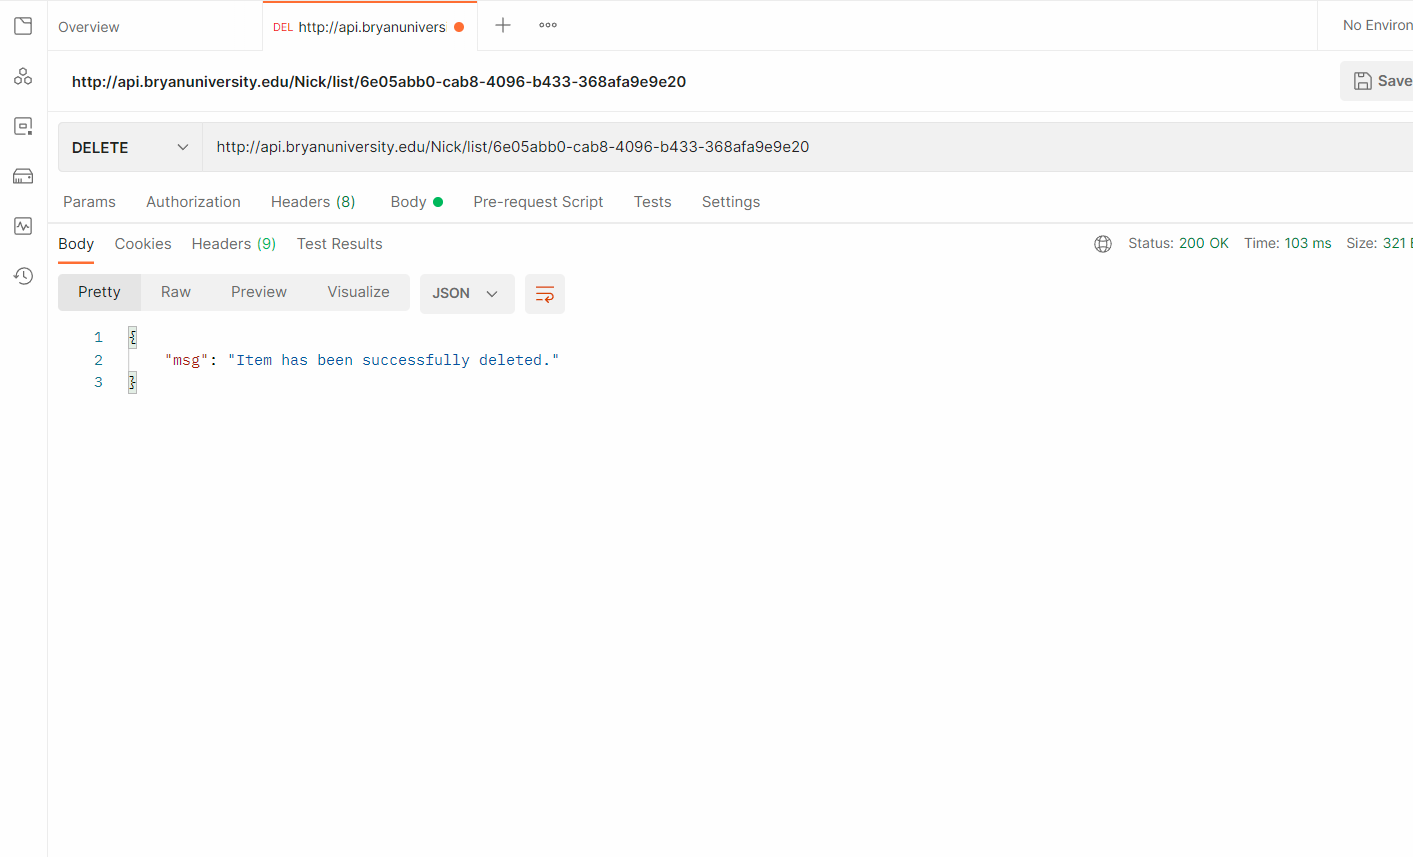 Overview
DEL http://api.bryanunivers
No Environ
http://api.bryanuniversity.edu/Nick/list/6e05abb0-cab8-4096-b433-368afa9e9e20
Save
DELETE http://api.bryanuniversity.edu/Nick/list/6e05abb0-cab8-4096-b433-368afa9e9e20
Params Authorization Headers (8) Body Pre-request Script Tests Settings
Body Cookies Headers (9) Test Results Status: 200 OK Time: 103 ms Size: 321
Pretty Raw Preview Visualize JSON
1 {
2 "msg": "Item has been successfully deleted."
3 }